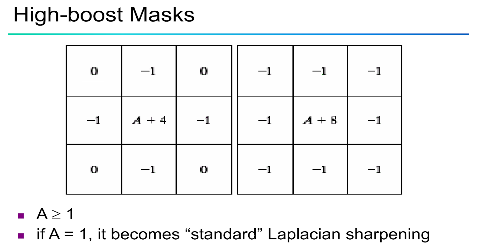 High-boost Masks
0 −1 0 −1 −1 −1
−1 A + 4 −1 −1 A + 8 −1
0 −1 0 −1 −1 −1
A ≥ 1
if A = 1, it becomes “standard” Laplacian sharpening